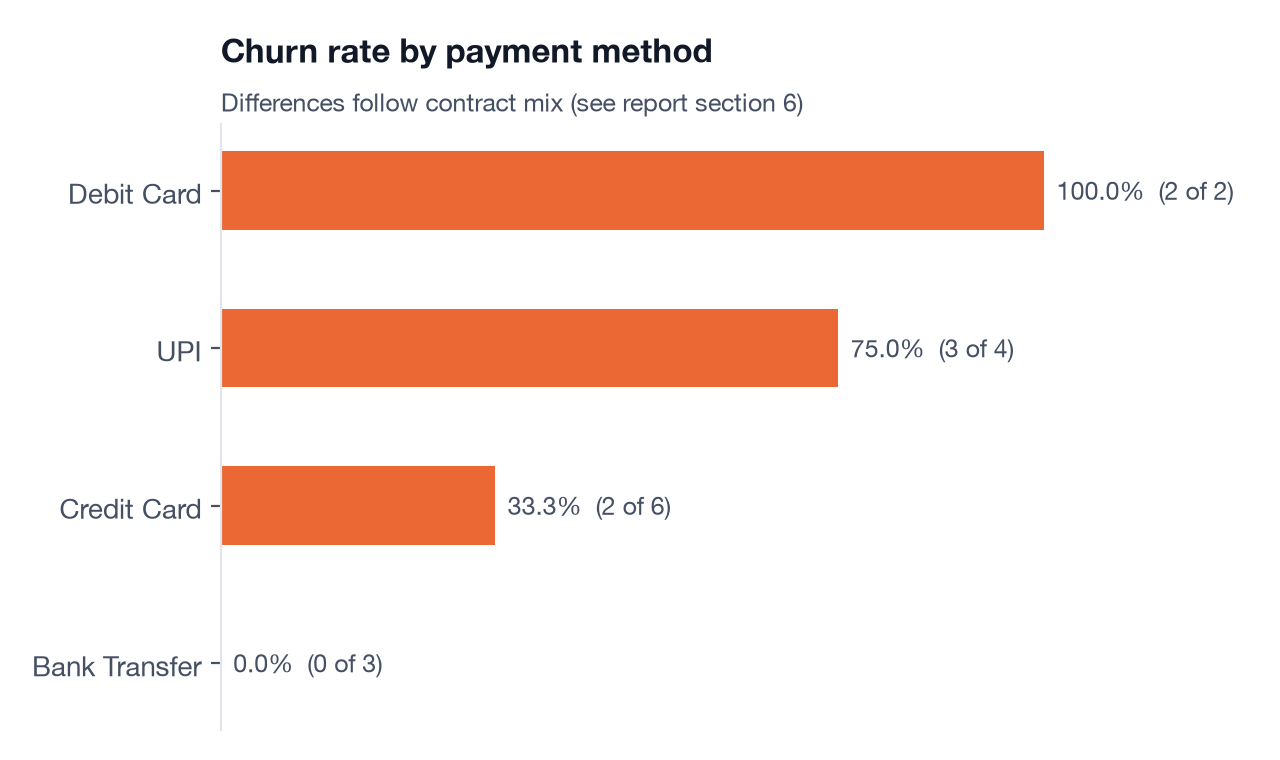 Churn rate by payment method
Differences follow contract mix (see report section 6)
Debit Card 100.0% (2 of 2)
UPI 75.0% (3 of 4)
Credit Card 33.3% (2 of 6)
Bank Transfer 0.0% (0 of 3)